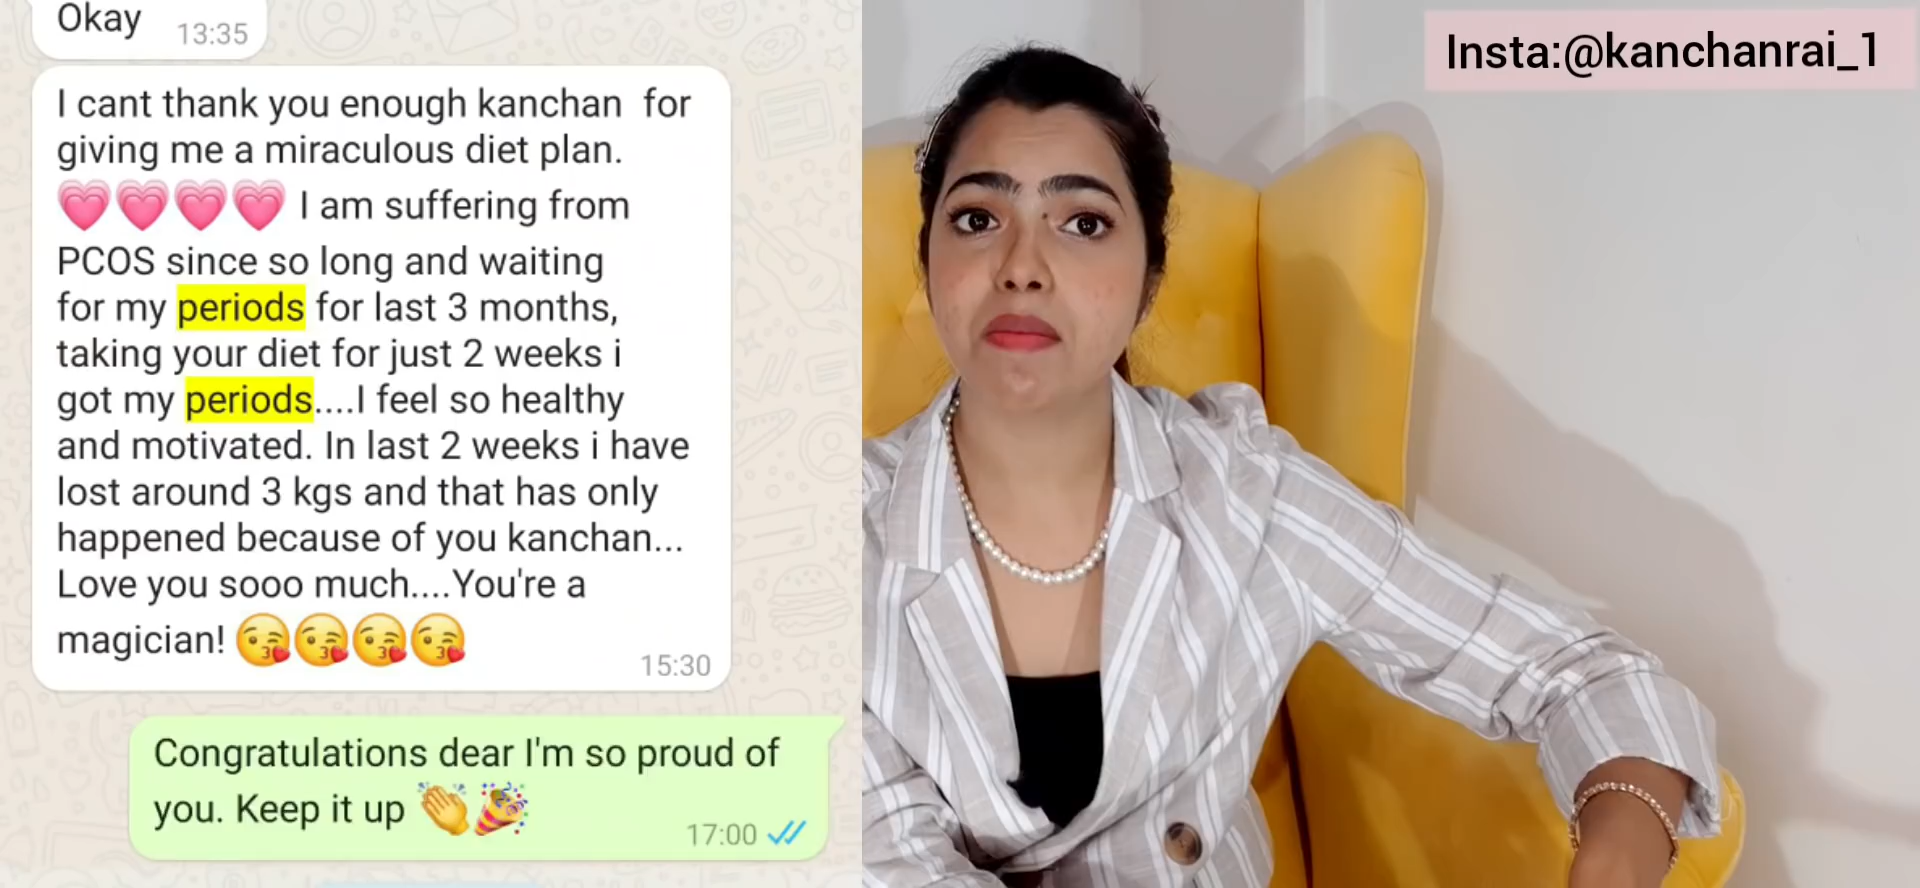 Okay 13:35
I cant thank you enough kanchan for
giving me a miraculous diet plan.
💗💗💗💗 I am suffering from
PCOS since so long and waiting
for my periods for last 3 months,
taking your diet for just 2 weeks i
got my periods....I feel so healthy
and motivated. In last 2 weeks i have
lost around 3 kgs and that has only
happened because of you kanchan...
Love you sooo much....You're a
magician! 😘😘😘😘
15:30
Congratulations dear I'm so proud of
you. Keep it up 👏🎉
17:00
Insta:@kanchanrai_1